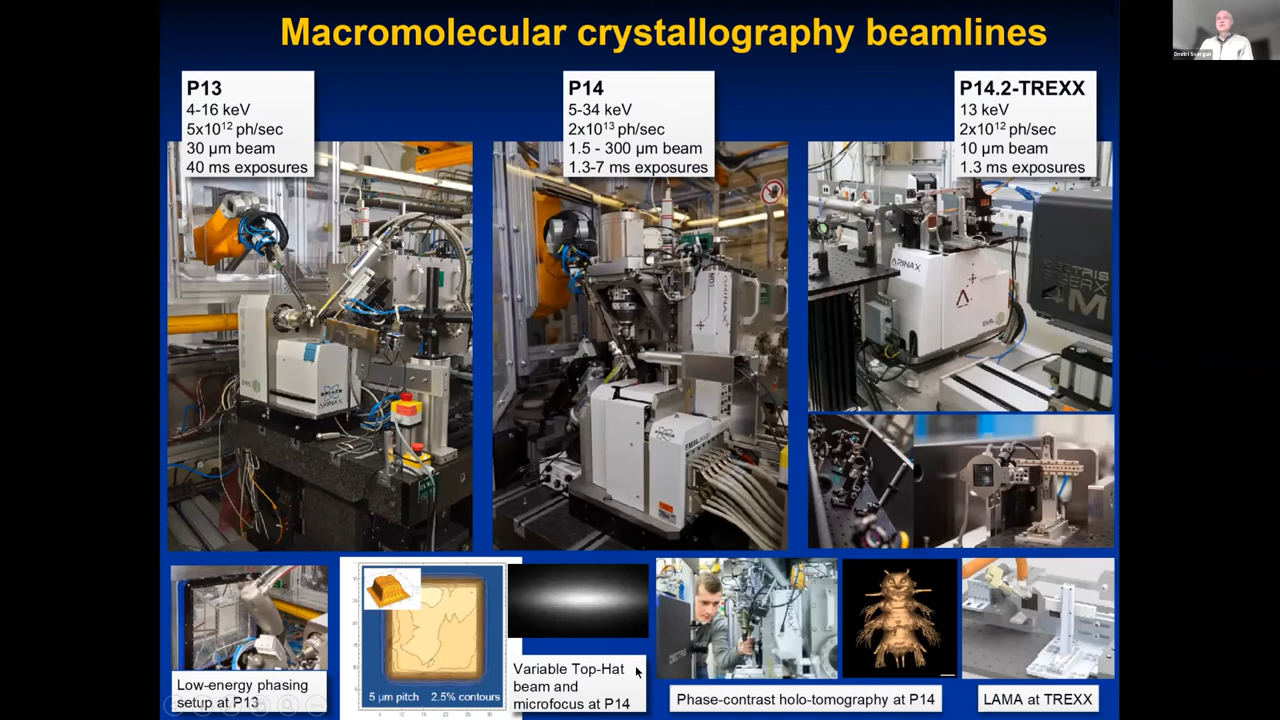 Macromolecular crystallography beamlines
Dmitri Svergun
P13
4-16 keV
5x10¹² ph/sec
30 µm beam
40 ms exposures
P14
5-34 keV
2x10¹³ ph/sec
1.5 - 300 µm beam
1.3-7 ms exposures
P14.2-TREXX
13 keV
2x10¹² ph/sec
10 µm beam
1.3 ms exposures
ARINAX
4M
EMBL
ARINAX
ARINAX
MD3
EMBL
Low-energy phasing
setup at P13
5 µm pitch 2.5% contours
Variable Top-Hat
beam and
microfocus at P14
Phase-contrast holo-tomography at P14
LAMA at TREXX